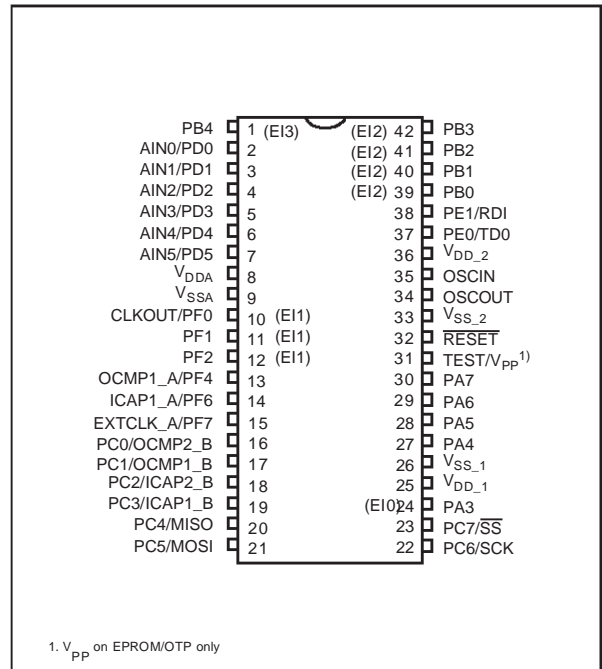 PB4 1 (EI3) (EI2) 42 PB3
AIN0/PD0 2 (EI2) 41 PB2
AIN1/PD1 3 (EI2) 40 PB1
AIN2/PD2 4 (EI2) 39 PB0
AIN3/PD3 5 38 PE1/RDI
AIN4/PD4 6 37 PE0/TD0
AIN5/PD5 7 36 VDD_2
VDDA 8 35 OSCIN
VSSA 9 34 OSCOUT
CLKOUT/PF0 10 (EI1) 33 VSS_2
PF1 11 (EI1) 32 RESET
PF2 12 (EI1) 31 TEST/VPP1)
OCMP1_A/PF4 13 30 PA7
ICAP1_A/PF6 14 29 PA6
EXTCLK_A/PF7 15 28 PA5
PC0/OCMP2_B 16 27 PA4
PC1/OCMP1_B 17 26 VSS_1
PC2/ICAP2_B 18 25 VDD_1
PC3/ICAP1_B 19 (EI0)24 PA3
PC4/MISO 20 23 PC7/SS
PC5/MOSI 21 22 PC6/SCK
1. VPP on EPROM/OTP only